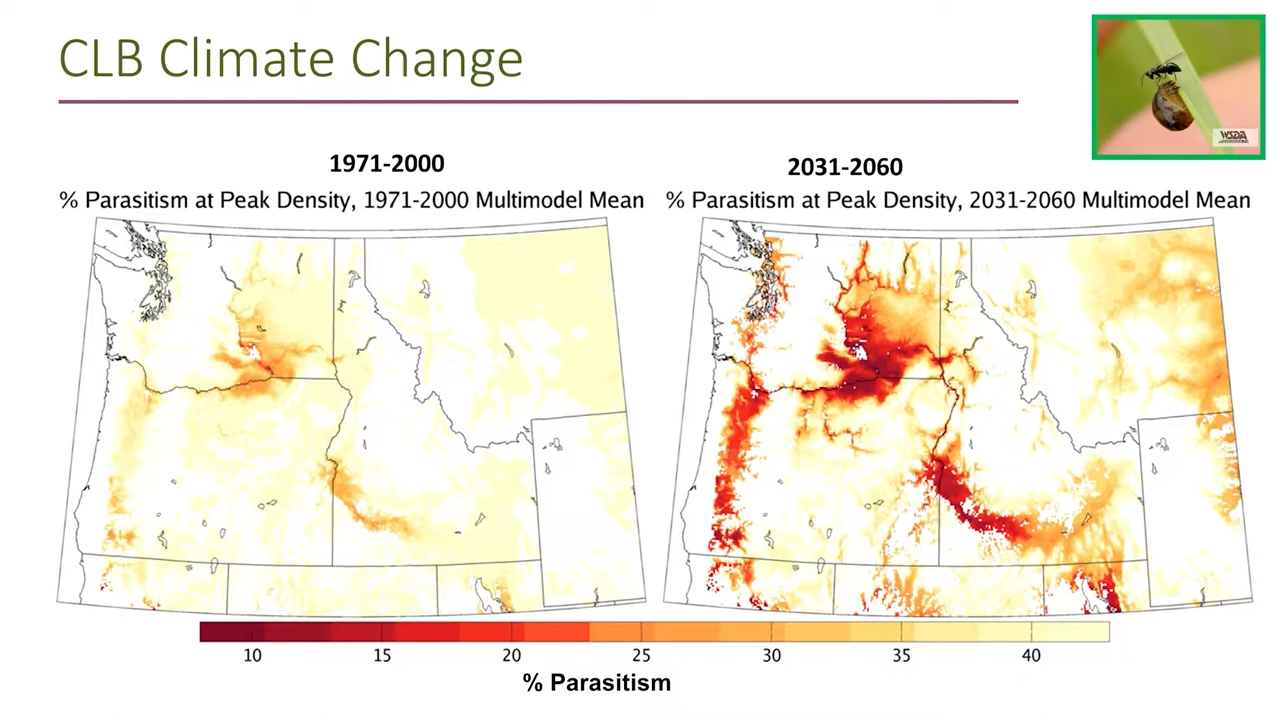 CLB Climate Change
WSDA
1971-2000
2031-2060
% Parasitism at Peak Density, 1971-2000 Multimodel Mean
% Parasitism at Peak Density, 2031-2060 Multimodel Mean
10 15 20 25 30 35 40
% Parasitism